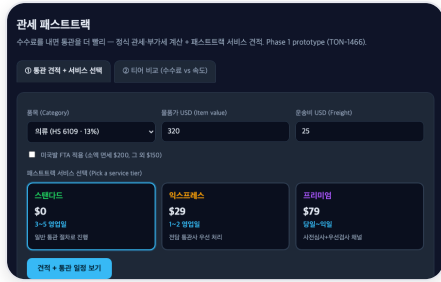 관세 패스트트랙
수수료를 내면 통관을 더 빨리 — 정식 관세·부가세 계산 + 패스트트랙 서비스 견적. Phase 1 prototype (TON-1466).
① 통관 견적 + 서비스 선택
② 티어 비교 (수수료 vs 속도)
품목 (Category)
물품가 USD (Item value)
운송비 USD (Freight)
의류 (HS 6109 · 13%)
320
25
미국발 FTA 적용 (소액 면세 $200, 그 외 $150)
패스트트랙 서비스 선택 (Pick a service tier)
스탠다드
익스프레스
프리미엄
$0
$29
$79
3~5 영업일
1~2 영업일
당일~익일
일반 통관 절차로 진행
전담 통관사 우선 처리
사전심사+우선검사 채널
견적 + 통관 일정 보기